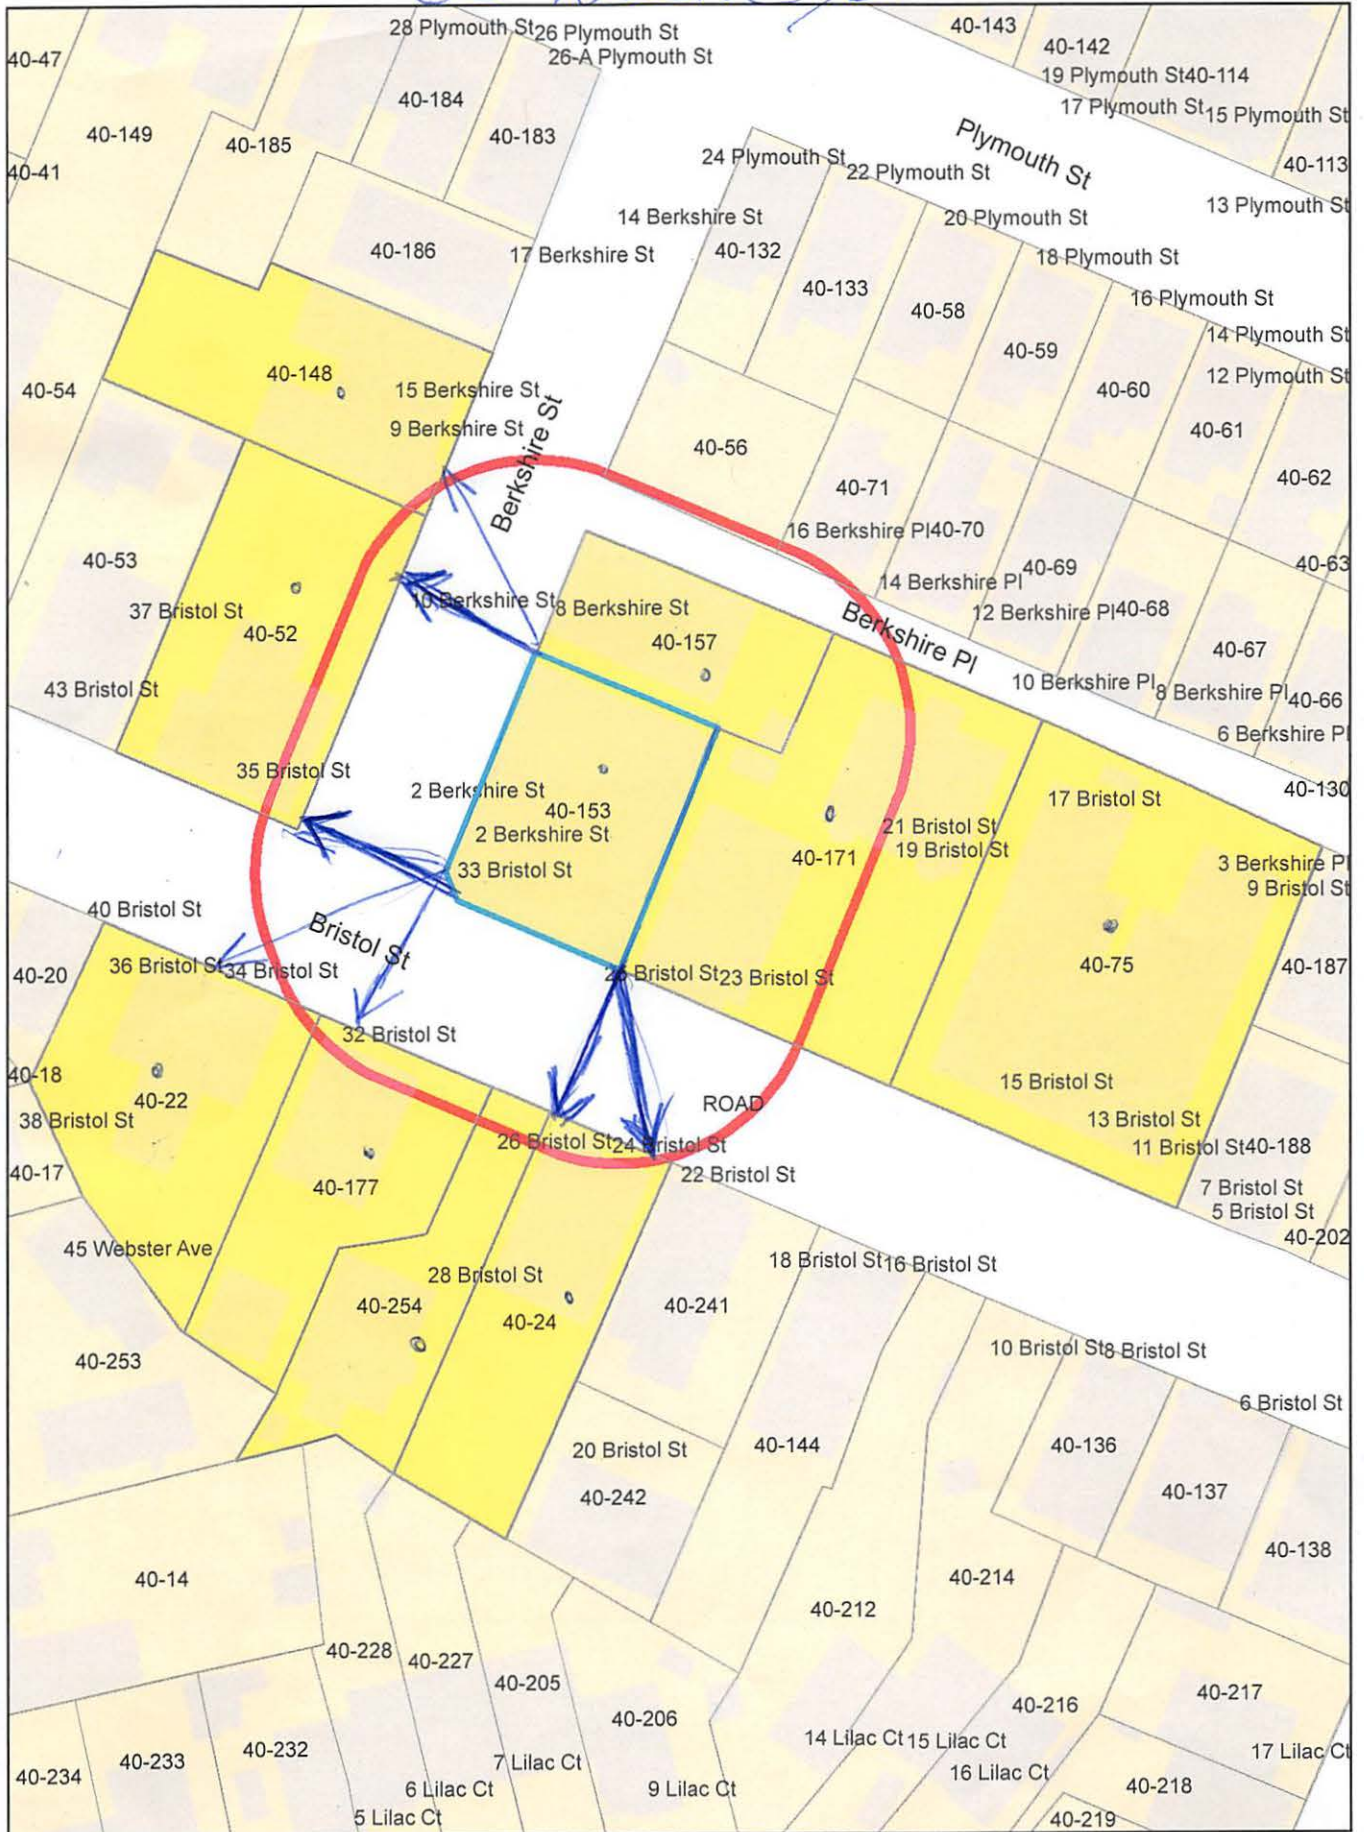 28 Plymouth St
26 Plymouth St
26-A Plymouth St
40-143
40-142
19 Plymouth St
40-114
17 Plymouth St
15 Plymouth St
40-47
40-184
40-183
40-149
40-185
40-41
24 Plymouth St
22 Plymouth St
Plymouth St
40-113
13 Plymouth St
14 Berkshire St
20 Plymouth St
40-186
17 Berkshire St
40-132
18 Plymouth St
40-133
40-58
16 Plymouth St
14 Plymouth St
40-59
12 Plymouth St
40-148
15 Berkshire St
40-54
40-60
9 Berkshire St
Berkshire St
40-61
40-56
40-62
40-71
16 Berkshire Pl
40-70
40-53
40-69
40-63
14 Berkshire Pl
10 Berkshire St
8 Berkshire St
12 Berkshire Pl
40-68
37 Bristol St
40-52
40-157
Berkshire Pl
40-67
43 Bristol St
10 Berkshire Pl
8 Berkshire Pl
40-66
6 Berkshire Pl
35 Bristol St
2 Berkshire St
40-153
2 Berkshire St
17 Bristol St
40-130
21 Bristol St
19 Bristol St
40-171
3 Berkshire Pl
9 Bristol St
33 Bristol St
40 Bristol St
Bristol St
36 Bristol St
34 Bristol St
40-20
23 Bristol St
40-75
40-187
32 Bristol St
40-18
40-22
38 Bristol St
ROAD
15 Bristol St
13 Bristol St
26 Bristol St
24 Bristol St
11 Bristol St
40-188
40-17
40-177
22 Bristol St
7 Bristol St
5 Bristol St
40-202
45 Webster Ave
28 Bristol St
18 Bristol St
16 Bristol St
40-254
40-24
40-241
40-253
10 Bristol St
8 Bristol St
6 Bristol St
20 Bristol St
40-144
40-136
40-242
40-137
40-138
40-14
40-214
40-212
40-228
40-227
40-205
40-206
40-216
40-217
40-234
40-233
40-232
7 Lilac Ct
14 Lilac Ct
15 Lilac Ct
17 Lilac Ct
6 Lilac Ct
9 Lilac Ct
16 Lilac Ct
40-218
5 Lilac Ct
40-219